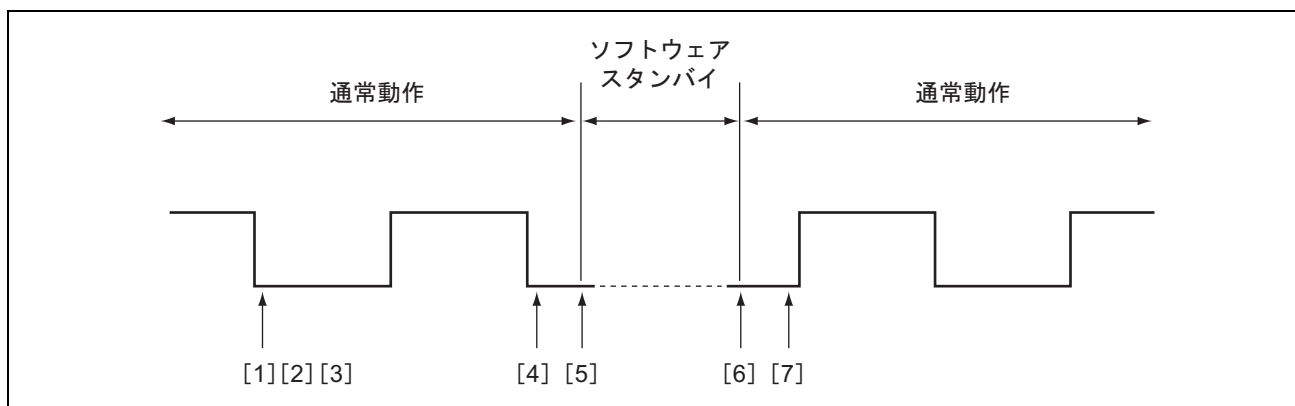 ソフトウェア
スタンバイ
通常動作
通常動作
[1][2][3]
[4]
[5]
[6]
[7]